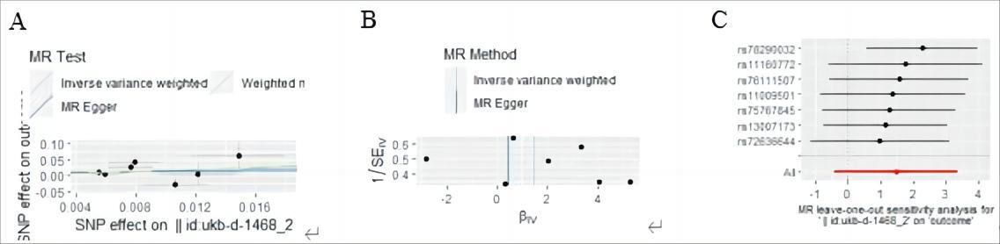 A
MR Test
Inverse variance weighted
Weighted n
MR Egger
SNP effect on out
0.10
0.05
0.00
-0.05
0.004
0.008
0.012
0.016
SNP effect on || id:ukb-d-1468_2
B
MR Method
Inverse variance weighted
MR Egger
1/SEIV
0.6
0.5
0.4
-2
0
2
4
βIV
C
rs78290032
rs11160772
rs76111507
rs11009501
rs13007173
rs72636644
All
-1
0
1
2
3
4
MR leave-one-out sensitivity analysis for
'|| id:ukb-d-1468_2' on 'outcome'